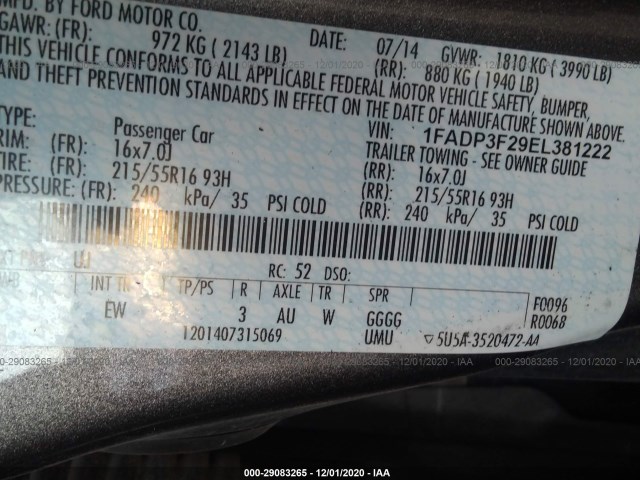 MFD. BY FORD MOTOR CO.
DATE: 07/14 GVWR: 1810 KG ( 3990 LB)
GAWR: (FR): 972 KG ( 2143 LB) (RR): 880 KG ( 1940 LB)
THIS VEHICLE CONFORMS TO ALL APPLICABLE FEDERAL MOTOR VEHICLE SAFETY, BUMPER,
AND THEFT PREVENTION STANDARDS IN EFFECT ON THE DATE OF MANUFACTURE SHOWN ABOVE.
VIN: 1FADP3F29EL381222
Passenger Car TRAILER TOWING - SEE OWNER GUIDE
RIM: (FR): 16x7.0J (RR): 16x7.0J
TIRE: (FR): 215/55R16 93H (RR): 215/55R16 93H
PRESSURE: (FR): 240 kPa/ 35 PSI COLD (RR): 240 kPa/ 35 PSI COLD
UJ RC: 52 DSO:
INT TR TP/PS R AXLE TR SPR F0096
EW 3 AU W GGGG R0068
1201407315069 UMU ▽5U5A-3520472-AA
000-29083265 - 12/01/2020 - IAA